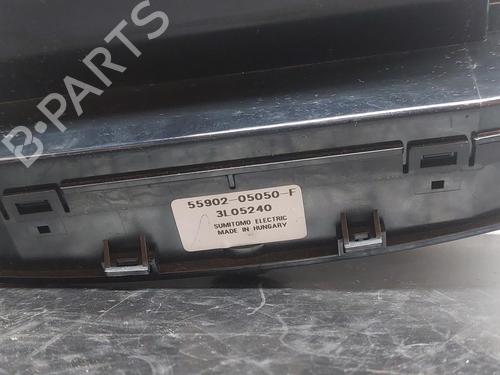 B-PARTS
55902-05050-F
3L05240
SUMITOMO ELECTRIC
MADE IN HUNGARY